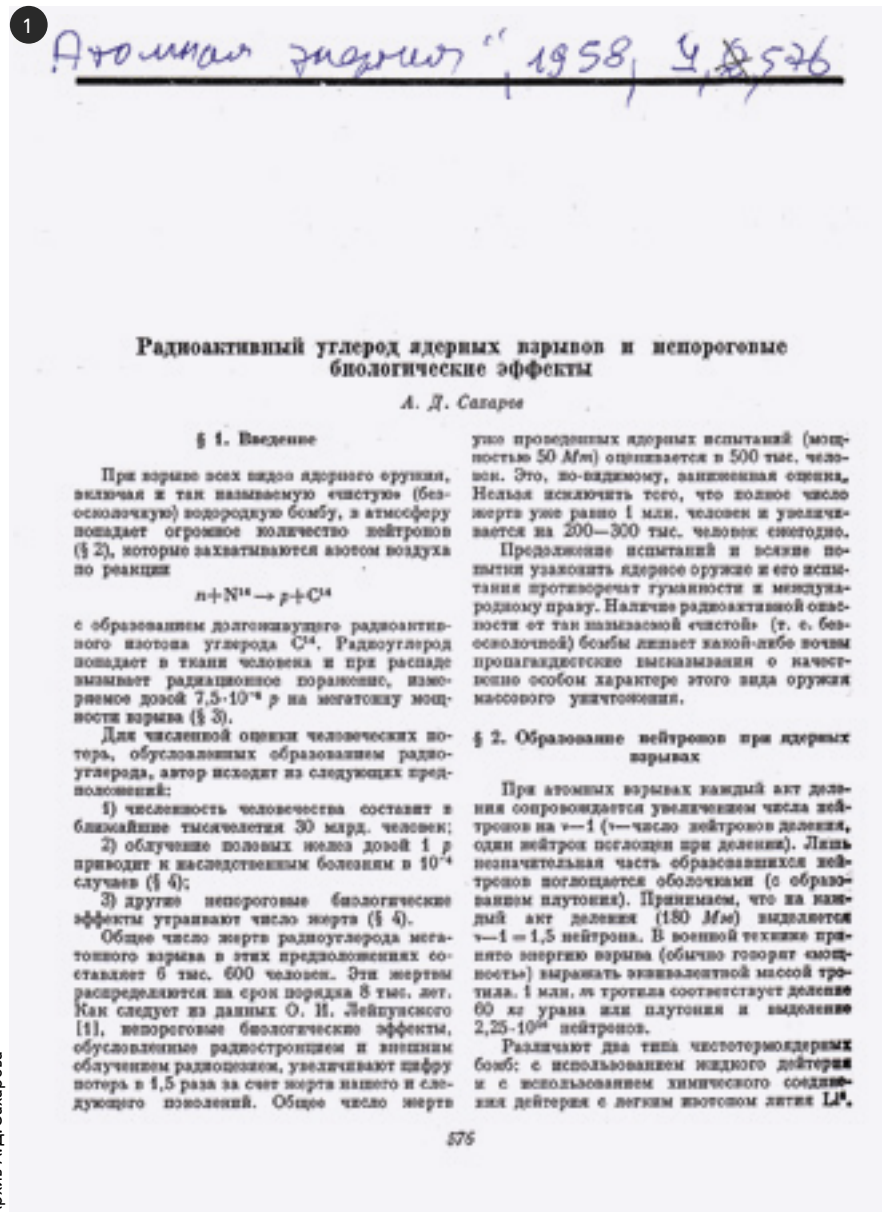 1
Атомная энергия", 1958, 4, 576
Радиоактивный углерод ядерных взрывов и непороговые
биологические эффекты
А. Д. Сахаров
§ 1. Введение
При взрыве всех видов ядерного оружия,
включая и так называемую «чистую» (без-
осколочную) водородную бомбу, в атмосферу
попадает огромное количество нейтронов
(§ 2), которые захватываются азотом воздуха
по реакции
n+N¹⁴→p+C¹⁴
с образованием долгоживущего радиоактив-
ного изотопа углерода C¹⁴. Радиоуглерод
попадает в ткани человека и при распаде
вызывает радиационное поражение, изме-
ряемое дозой 7,5·10⁻⁴ р на мегатонну мощ-
ности взрыва (§ 3).
Для численной оценки человеческих по-
терь, обусловленных образованием радио-
углерода, автор исходит из следующих пред-
положений:
1) численность человечества составит в
ближайшие тысячелетия 30 млрд. человек;
2) облучение половых желез дозой 1 р
приводит к наследственным болезням в 10⁻⁴
случаев (§ 4);
3) другие непороговые биологические
эффекты утраивают число жертв (§ 4).
Общее число жертв радиоуглерода мега-
тонного взрыва в этих предположениях со-
ставляет 6 тыс. 600 человек. Эти жертвы
распределяются на срок порядка 8 тыс. лет.
Как следует из данных О. И. Лейпунского
[1], непороговые биологические эффекты,
обусловленные радиостронцием и внешним
облучением радиоцезием, увеличивают цифру
потерь в 1,5 раза за счет жертв нашего и сле-
дующего поколений. Общее число жертв
уже проведенных ядерных испытаний (мощ-
ностью 50 Мт) оценивается в 500 тыс. чело-
век. Это, по-видимому, заниженная оценка.
Нельзя исключить того, что полное число
жертв уже равно 1 млн. человек и увеличи-
вается на 200—300 тыс. человек ежегодно.
Продолжение испытаний и всякие по-
пытки узаконить ядерное оружие и его испы-
тания противоречат гуманности и междуна-
родному праву. Наличие радиоактивной опас-
ности от так называемой «чистой» (т. е. без-
осколочной) бомбы лишает какой-либо почвы
пропагандистские высказывания о качест-
венно особом характере этого вида оружия
массового уничтожения.
§ 2. Образование нейтронов при ядерных
взрывах
При атомных взрывах каждый акт деле-
ния сопровождается увеличением числа ней-
тронов на ν—1 (ν—число нейтронов деления,
один нейтрон поглощен при делении). Лишь
незначительная часть образовавшихся ней-
тронов поглощается оболочками (с образо-
ванием плутония). Принимаем, что на каж-
дый акт деления (180 Мэв) выделяется
ν—1=1,5 нейтрона. В военной технике при-
нято энергию взрыва (обычно говорят «мощ-
ность») выражать эквивалентной массой тро-
тила. 1 млн. т тротила соответствует деление
60 кг урана или плутония и выделение
нейтронов.
Различают два типа чистотермоядерных
бомб: с использованием жидкого дейтерия
и с использованием химического соедине-
ния дейтерия с легким изотопом лития Li⁶.
576